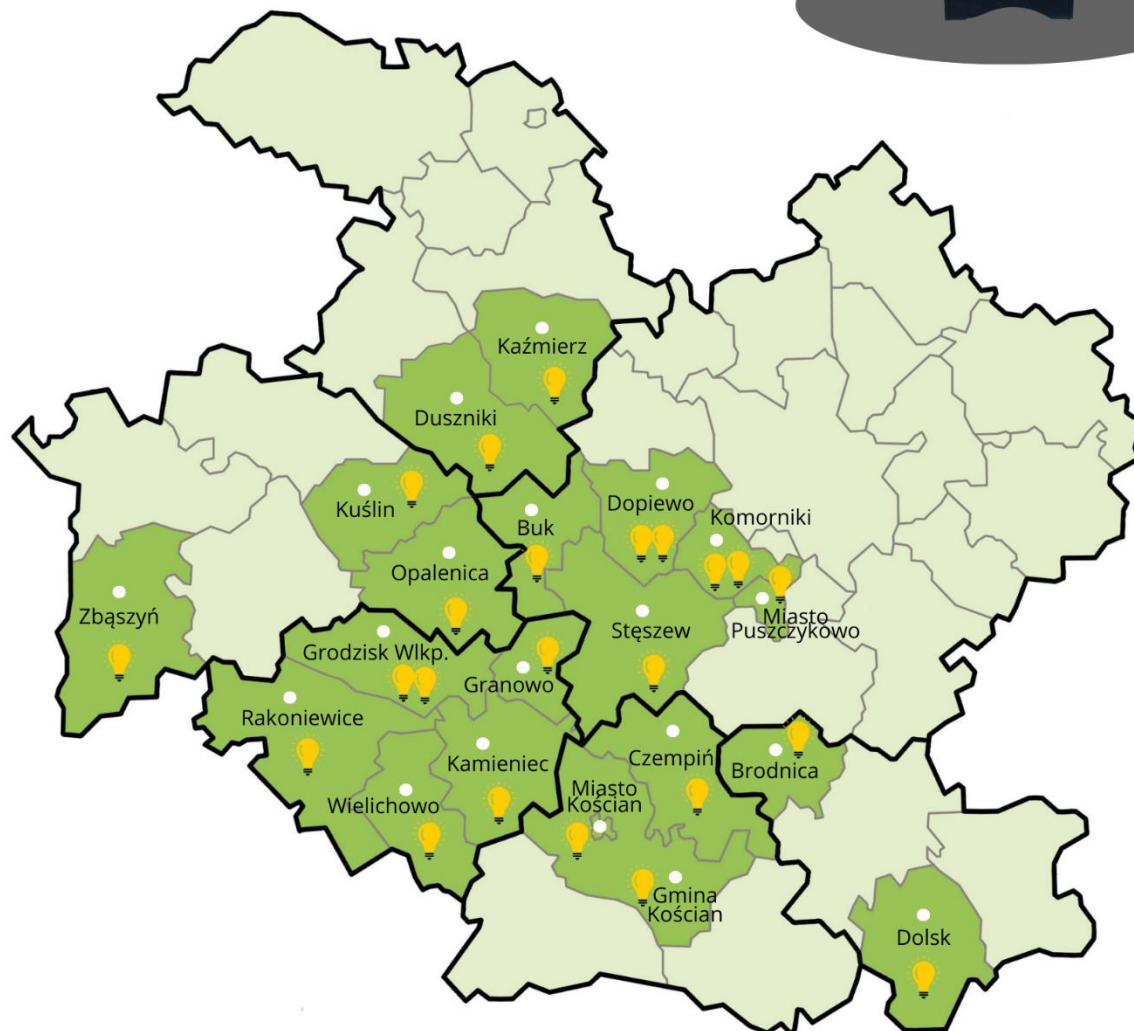 Kaźmierz
Duszniki
Kuślin
Buk
Dopiewo
Komorniki
Opalenica
Zbąszyń
Stęszew
Miasto
Puszczykowo
Grodzisk Wlkp.
Granowo
Rakoniewice
Kamieniec
Czempiń
Brodnica
Wielichowo
Miasto
Kościan
Gmina
Kościan
Dolsk